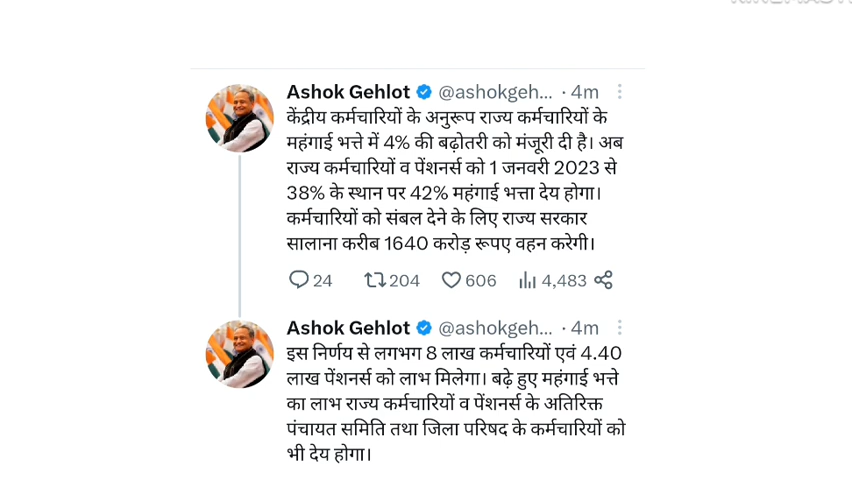 Ashok Gehlot @ashokgeh... · 4m
केंद्रीय कर्मचारियों के अनुरूप राज्य कर्मचारियों के
महंगाई भत्ते में 4% की बढ़ोतरी को मंजूरी दी है। अब
राज्य कर्मचारियों व पेंशनर्स को 1 जनवरी 2023 से
38% के स्थान पर 42% महंगाई भत्ता देय होगा।
कर्मचारियों को संबल देने के लिए राज्य सरकार
सालाना करीब 1640 करोड़ रूपए वहन करेगी।
24 204 606 4,483
Ashok Gehlot @ashokgeh... · 4m
इस निर्णय से लगभग 8 लाख कर्मचारियों एवं 4.40
लाख पेंशनर्स को लाभ मिलेगा। बढ़े हुए महंगाई भत्ते
का लाभ राज्य कर्मचारियों व पेंशनर्स के अतिरिक्त
पंचायत समिति तथा जिला परिषद के कर्मचारियों को
भी देय होगा।